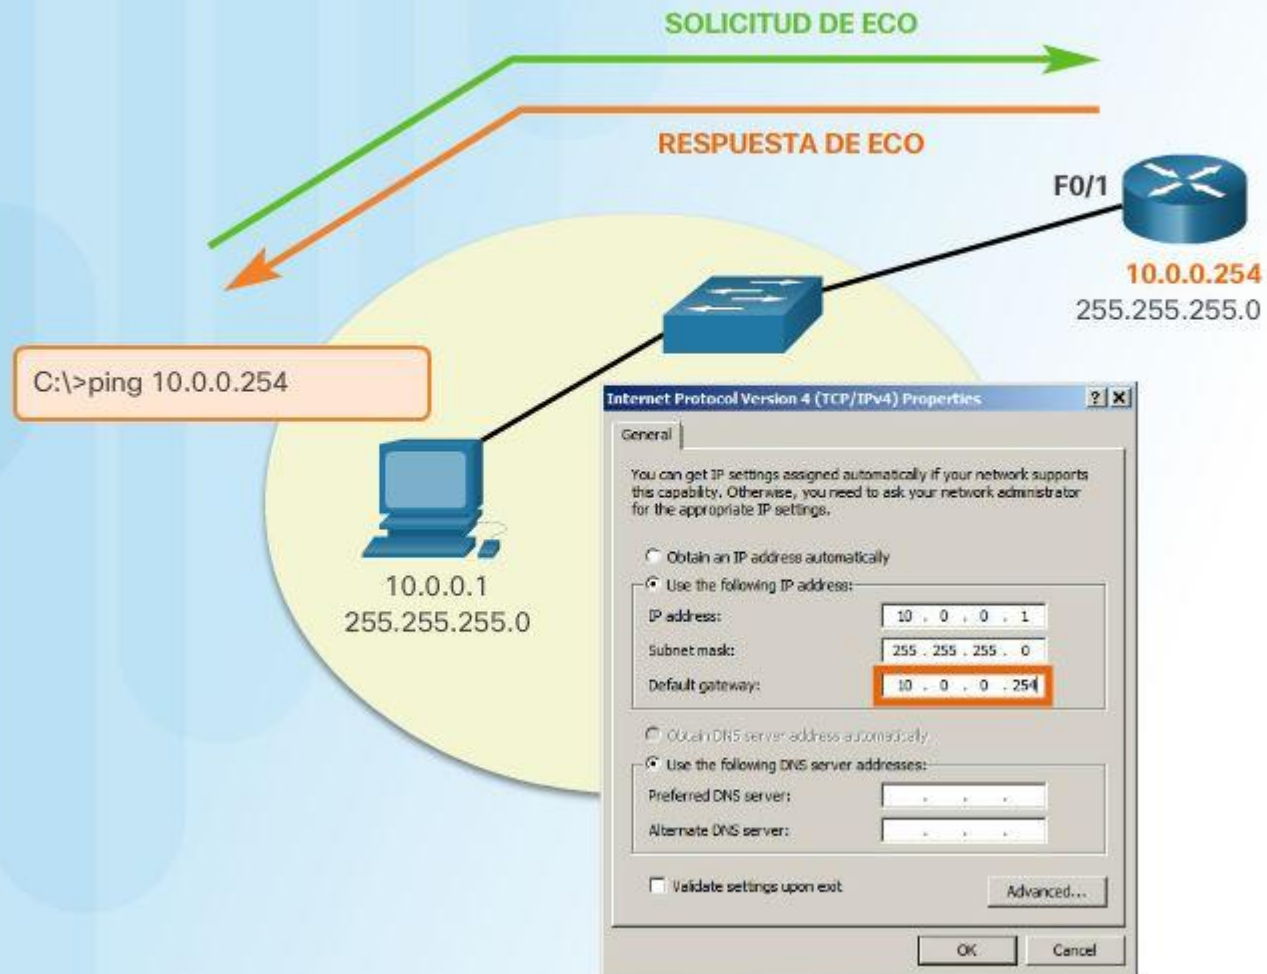 SOLICITUD DE ECO
RESPUESTA DE ECO
F0/1
10.0.0.254
255.255.255.0
C:\>ping 10.0.0.254
10.0.0.1
255.255.255.0
Internet Protocol Version 4 (TCP/IPv4) Properties
General
You can get IP settings assigned automatically if your network supports
this capability. Otherwise, you need to ask your network administrator
for the appropriate IP settings.
Obtain an IP address automatically
Use the following IP address:
IP address: 10 . 0 . 0 . 1
Subnet mask: 255 . 255 . 255 . 0
Default gateway: 10 . 0 . 0 . 254
Obtain DNS server address automatically
Use the following DNS server addresses:
Preferred DNS server: . . .
Alternate DNS server: . . .
Validate settings upon exit
Advanced...
OK Cancel